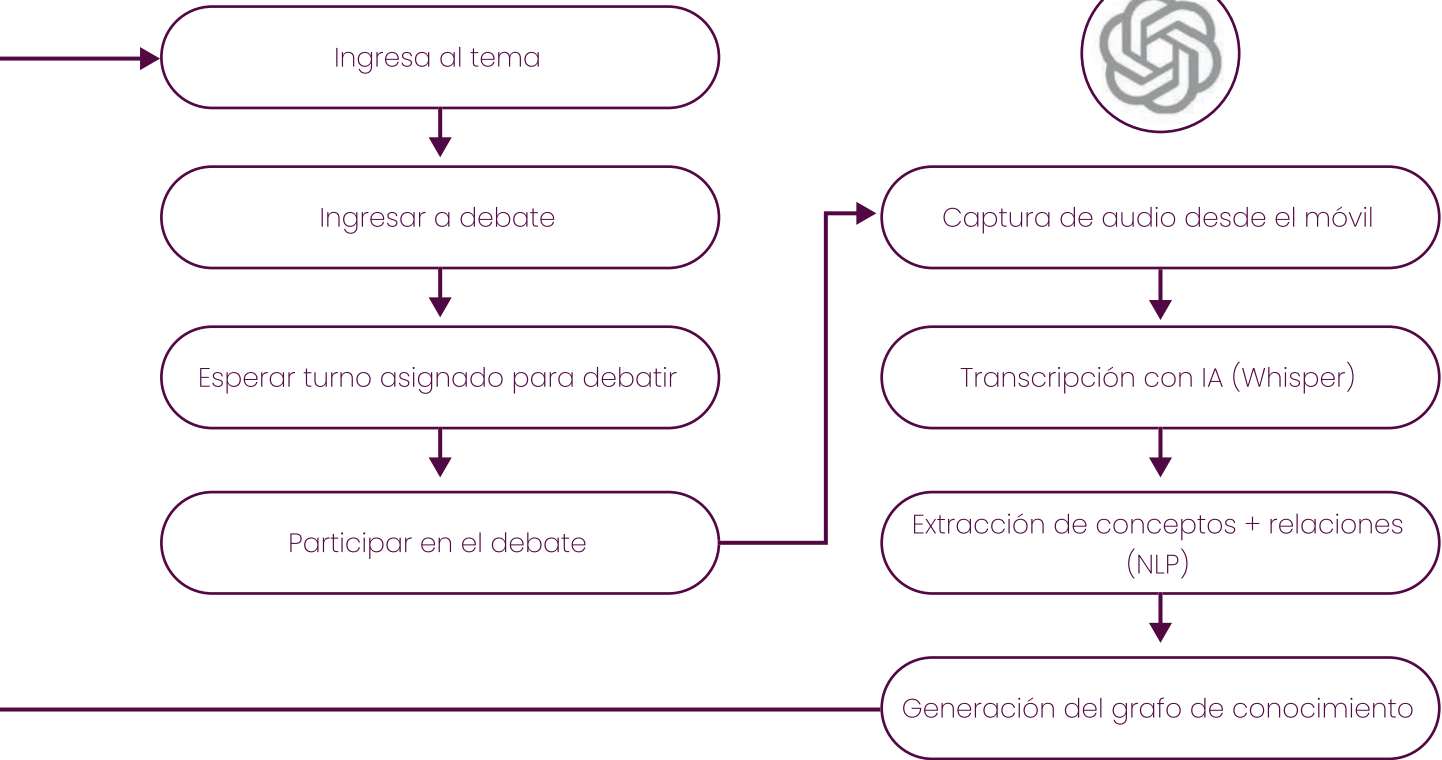 Ingresa al tema
Ingresar a debate
Esperar turno asignado para debatir
Participar en el debate
Captura de audio desde el móvil
Transcripción con IA (Whisper)
Extracción de conceptos + relaciones
(NLP)
Generación del grafo de conocimiento